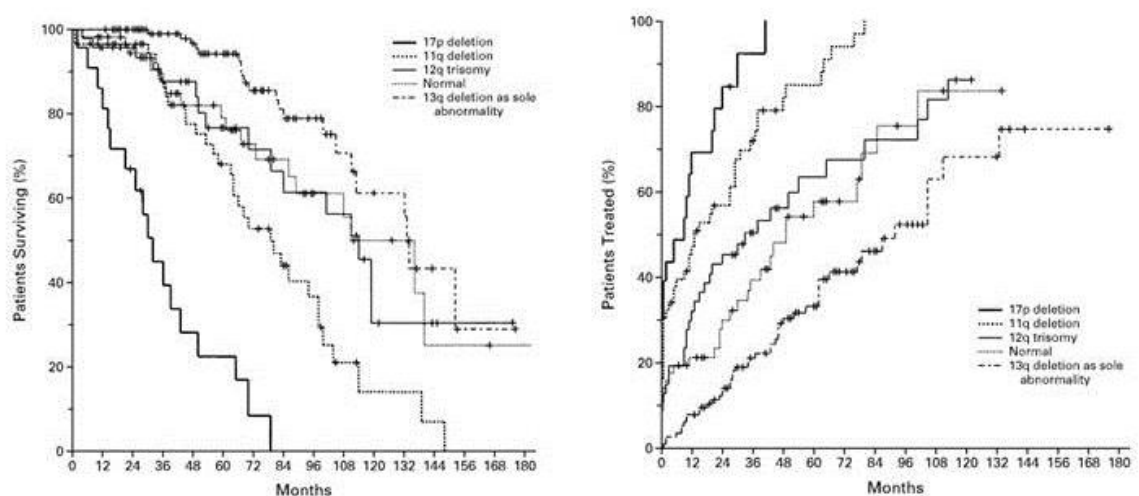 100
80
60
40
20
0
Patients Surviving (%)
17p deletion
11q deletion
12q trisomy
Normal
13q deletion as sole
abnormality
0 12 24 36 48 60 72 84 96 108 120 132 144 156 168 180
Months
100
80
60
40
20
0
Patients Treated (%)
17p deletion
11q deletion
12q trisomy
Normal
13q deletion as sole
abnormality
0 12 24 36 48 60 72 84 96 108 120 132 144 156 168 180
Months